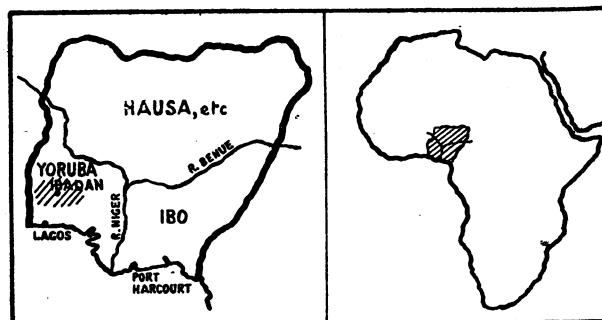 HAUSA, etc
R. BENUE
YORUBA
IBADAN
R. NIGER
IBO
LAGOS
PORT
HARCOURT